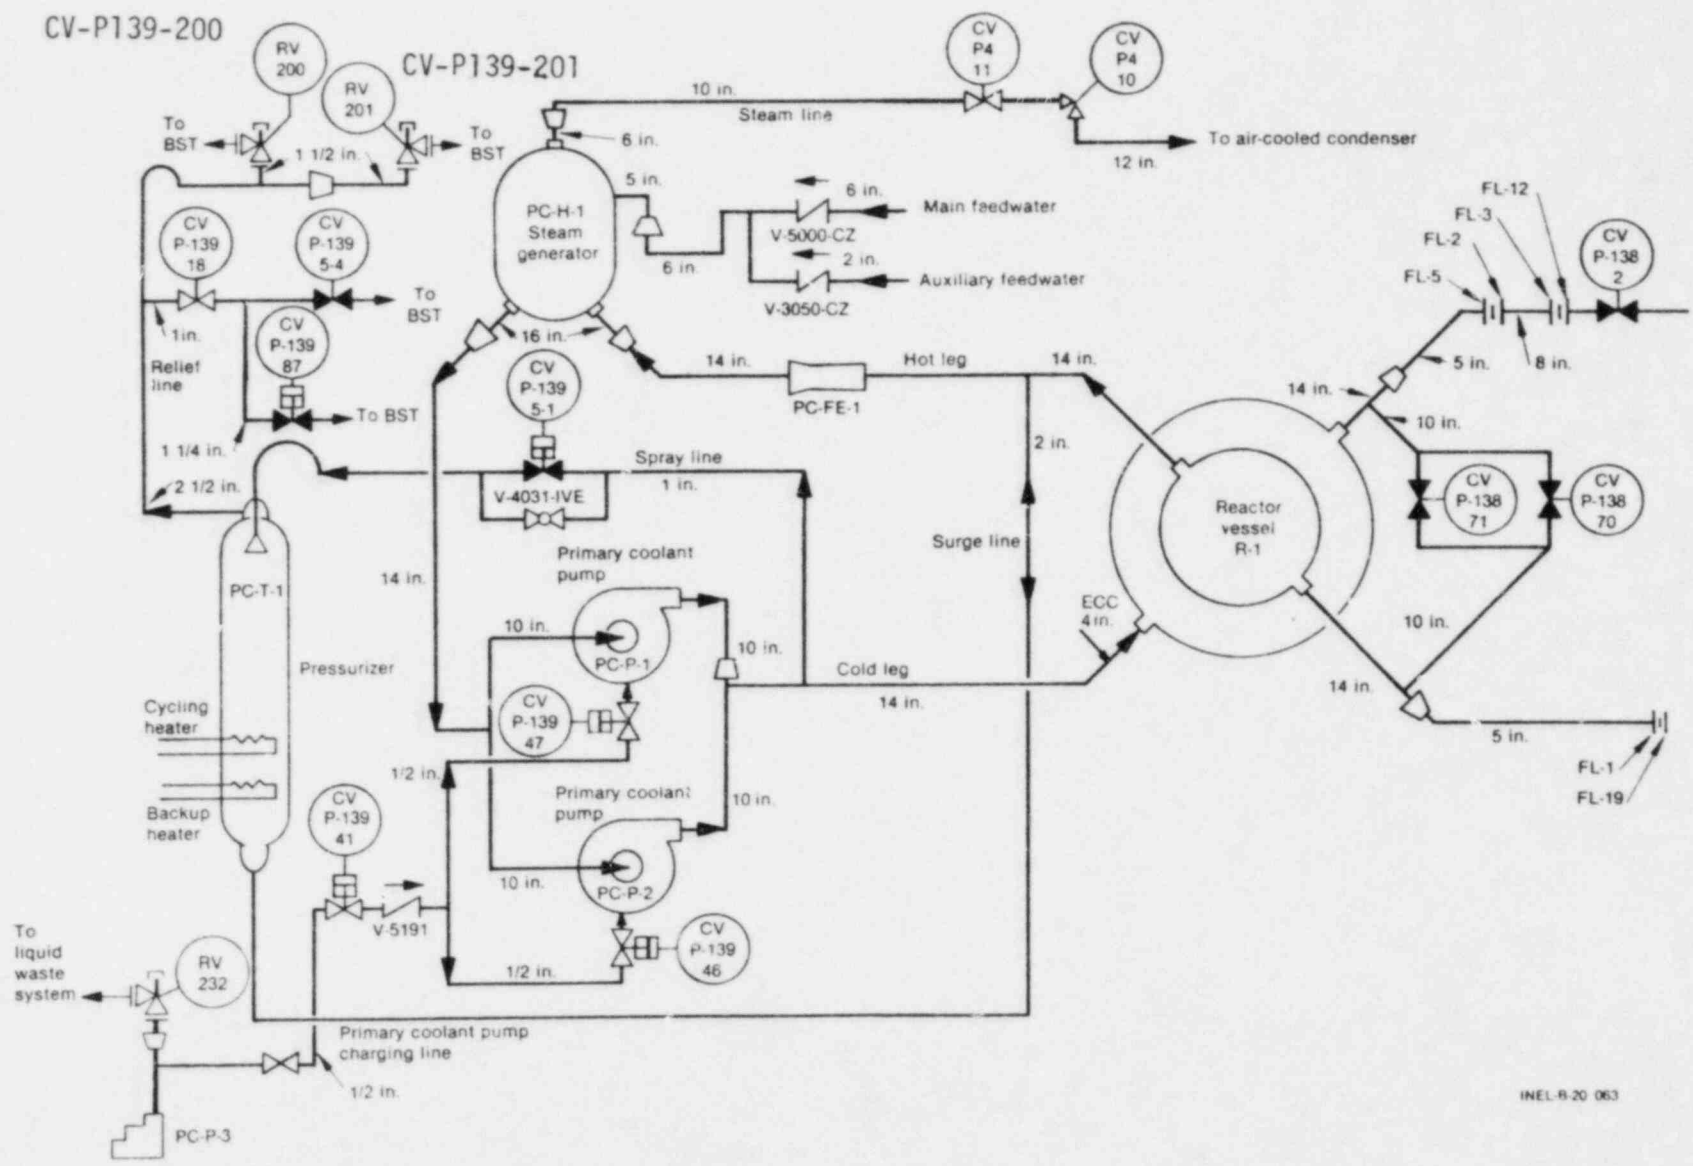 CV-P139-200
CV-P139-201
RV
200
RV
201
To
BST
To
BST
1 1/2 in.
CV
P4
11
CV
P4
10
10 in.
Steam line
6 in.
To air-cooled condenser
12 in.
PC-H-1
Steam
generator
5 in.
6 in.
6 in.
Main feedwater
V-5000-CZ
2 in.
Auxiliary feedwater
V-3050-CZ
16 in.
CV
P-139
18
CV
P-139
5-4
To
BST
1 in.
CV
P-139
87
Relief
line
To BST
1 1/4 in.
2 1/2 in.
CV
P-139
5-1
14 in.
Hot leg
14 in.
PC-FE-1
2 in.
Spray line
1 in.
V-4031-IVE
Surge line
FL-12
FL-3
FL-2
FL-5
CV
P-138
2
5 in.
8 in.
14 in.
10 in.
CV
P-138
71
CV
P-138
70
Reactor
vessel
R-1
10 in.
14 in.
5 in.
FL-1
FL-19
ECC
4 in.
Cold leg
14 in.
14 in.
Primary coolant
pump
10 in.
PC-P-1
10 in.
CV
P-139
47
1/2 in.
Primary coolant
pump
10 in.
10 in.
PC-P-2
CV
P-139
46
1/2 in.
PC-T-1
Pressurizer
Cycling
heater
Backup
heater
CV
P-139
41
V-5191
To
liquid
waste
system
RV
232
Primary coolant pump
charging line
1/2 in.
PC-P-3
INEL-B-20 063